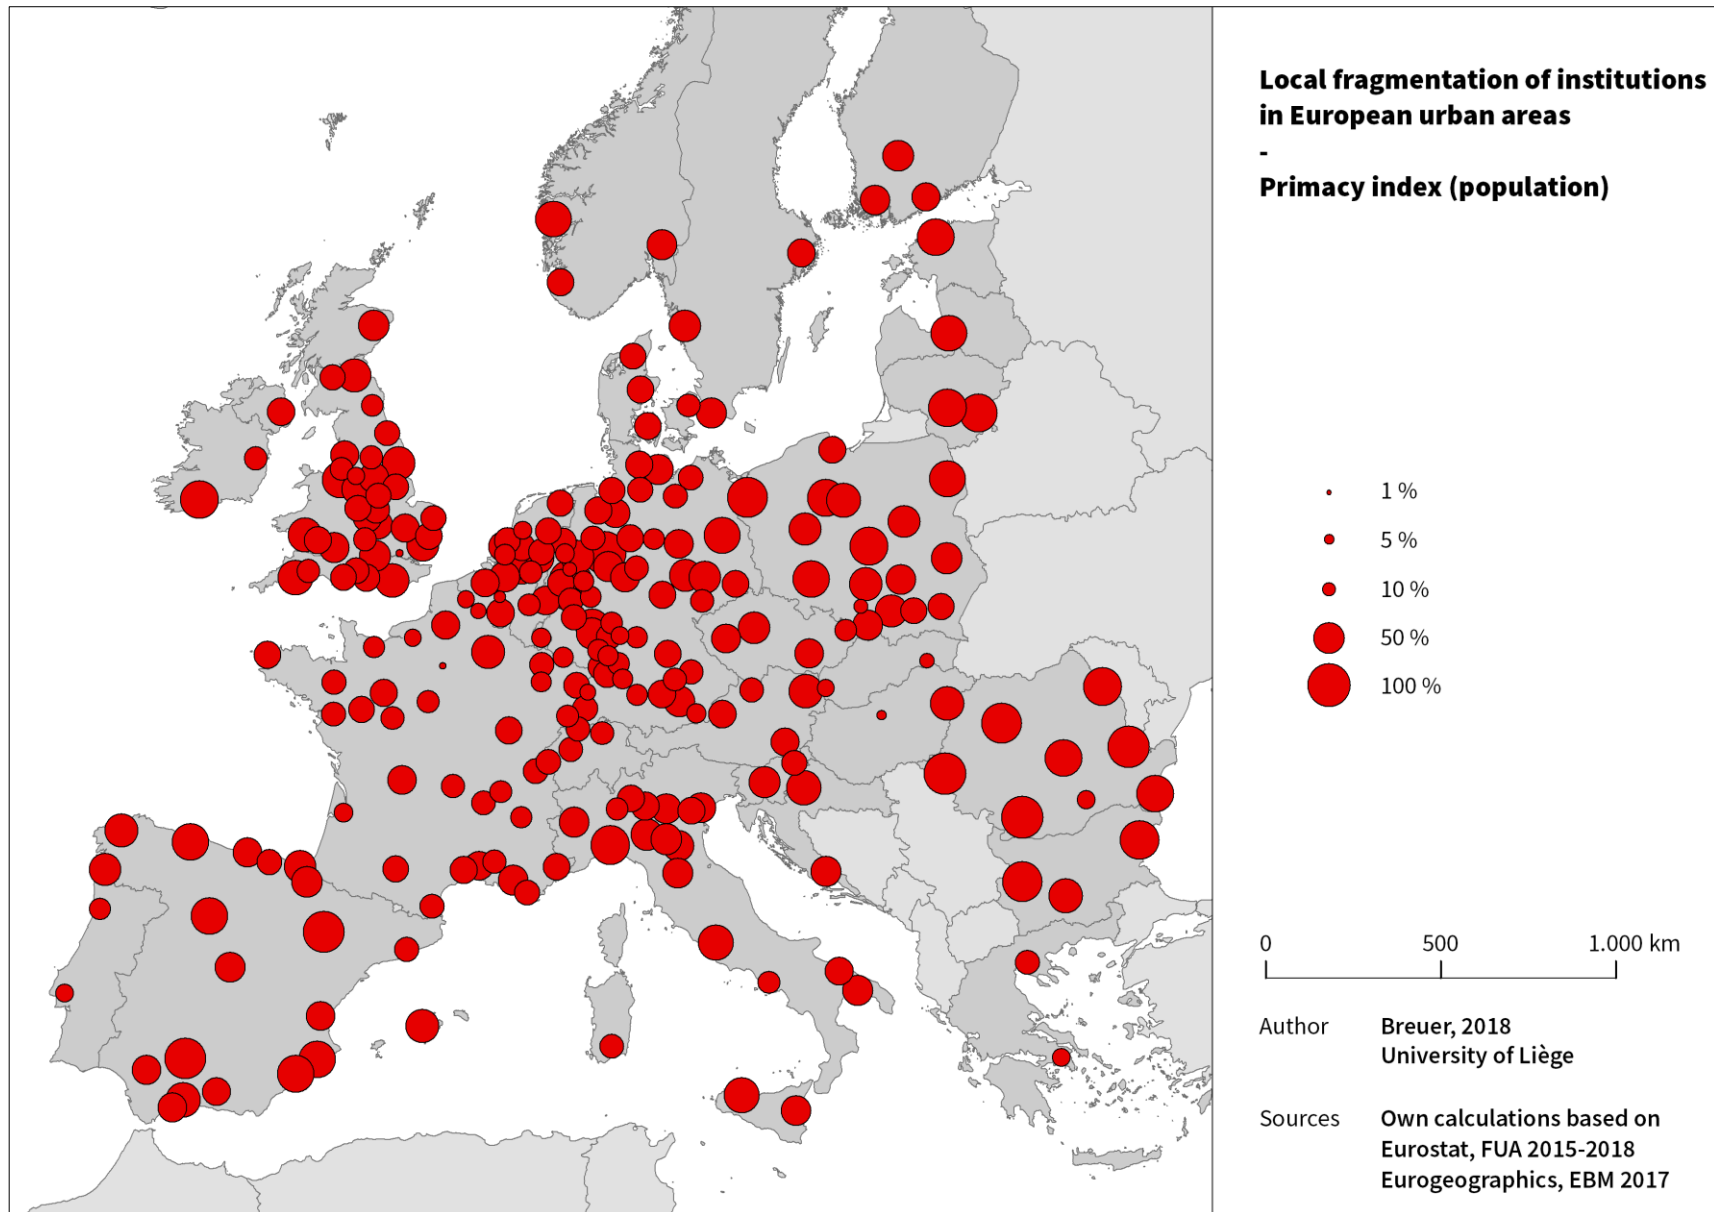 Local fragmentation of institutions
in European urban areas
-
Primacy index (population)
1 %
5 %
10 %
50 %
100 %
0 500 1.000 km
Author Breuer, 2018
University of Liège
Sources Own calculations based on
Eurostat, FUA 2015-2018
Eurogeographics, EBM 2017